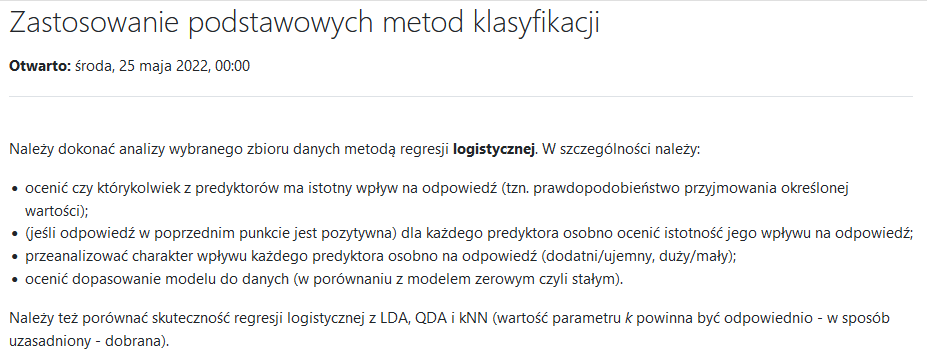 Zastosowanie podstawowych metod klasyfikacji
Otwarto: środa, 25 maja 2022, 00:00
Należy dokonać analizy wybranego zbioru danych metodą regresji logistycznej. W szczególności należy:
• ocenić czy którykolwiek z predyktorów ma istotny wpływ na odpowiedź (tzn. prawdopodobieństwo przyjmowania określonej
wartości);
• (jeśli odpowiedź w poprzednim punkcie jest pozytywna) dla każdego predyktora osobno ocenić istotność jego wpływu na odpowiedź;
• przeanalizować charakter wpływu każdego predyktora osobno na odpowiedź (dodatni/ujemny, duży/mały);
• ocenić dopasowanie modelu do danych (w porównaniu z modelem zerowym czyli stałym).
Należy też porównać skuteczność regresji logistycznej z LDA, QDA i kNN (wartość parametru k powinna być odpowiednio - w sposób
uzasadniony - dobrana).